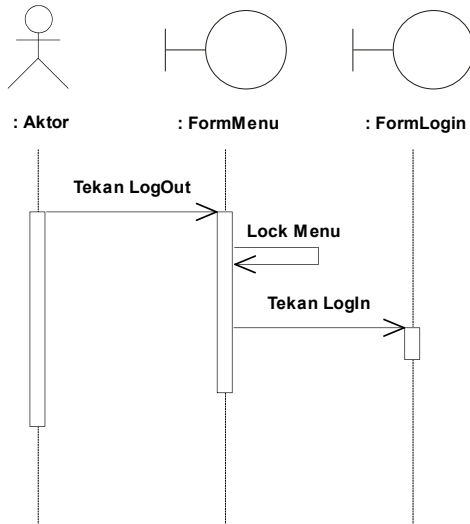 : Aktor
: FormMenu
: FormLogin
Tekan LogOut
Lock Menu
Tekan LogIn